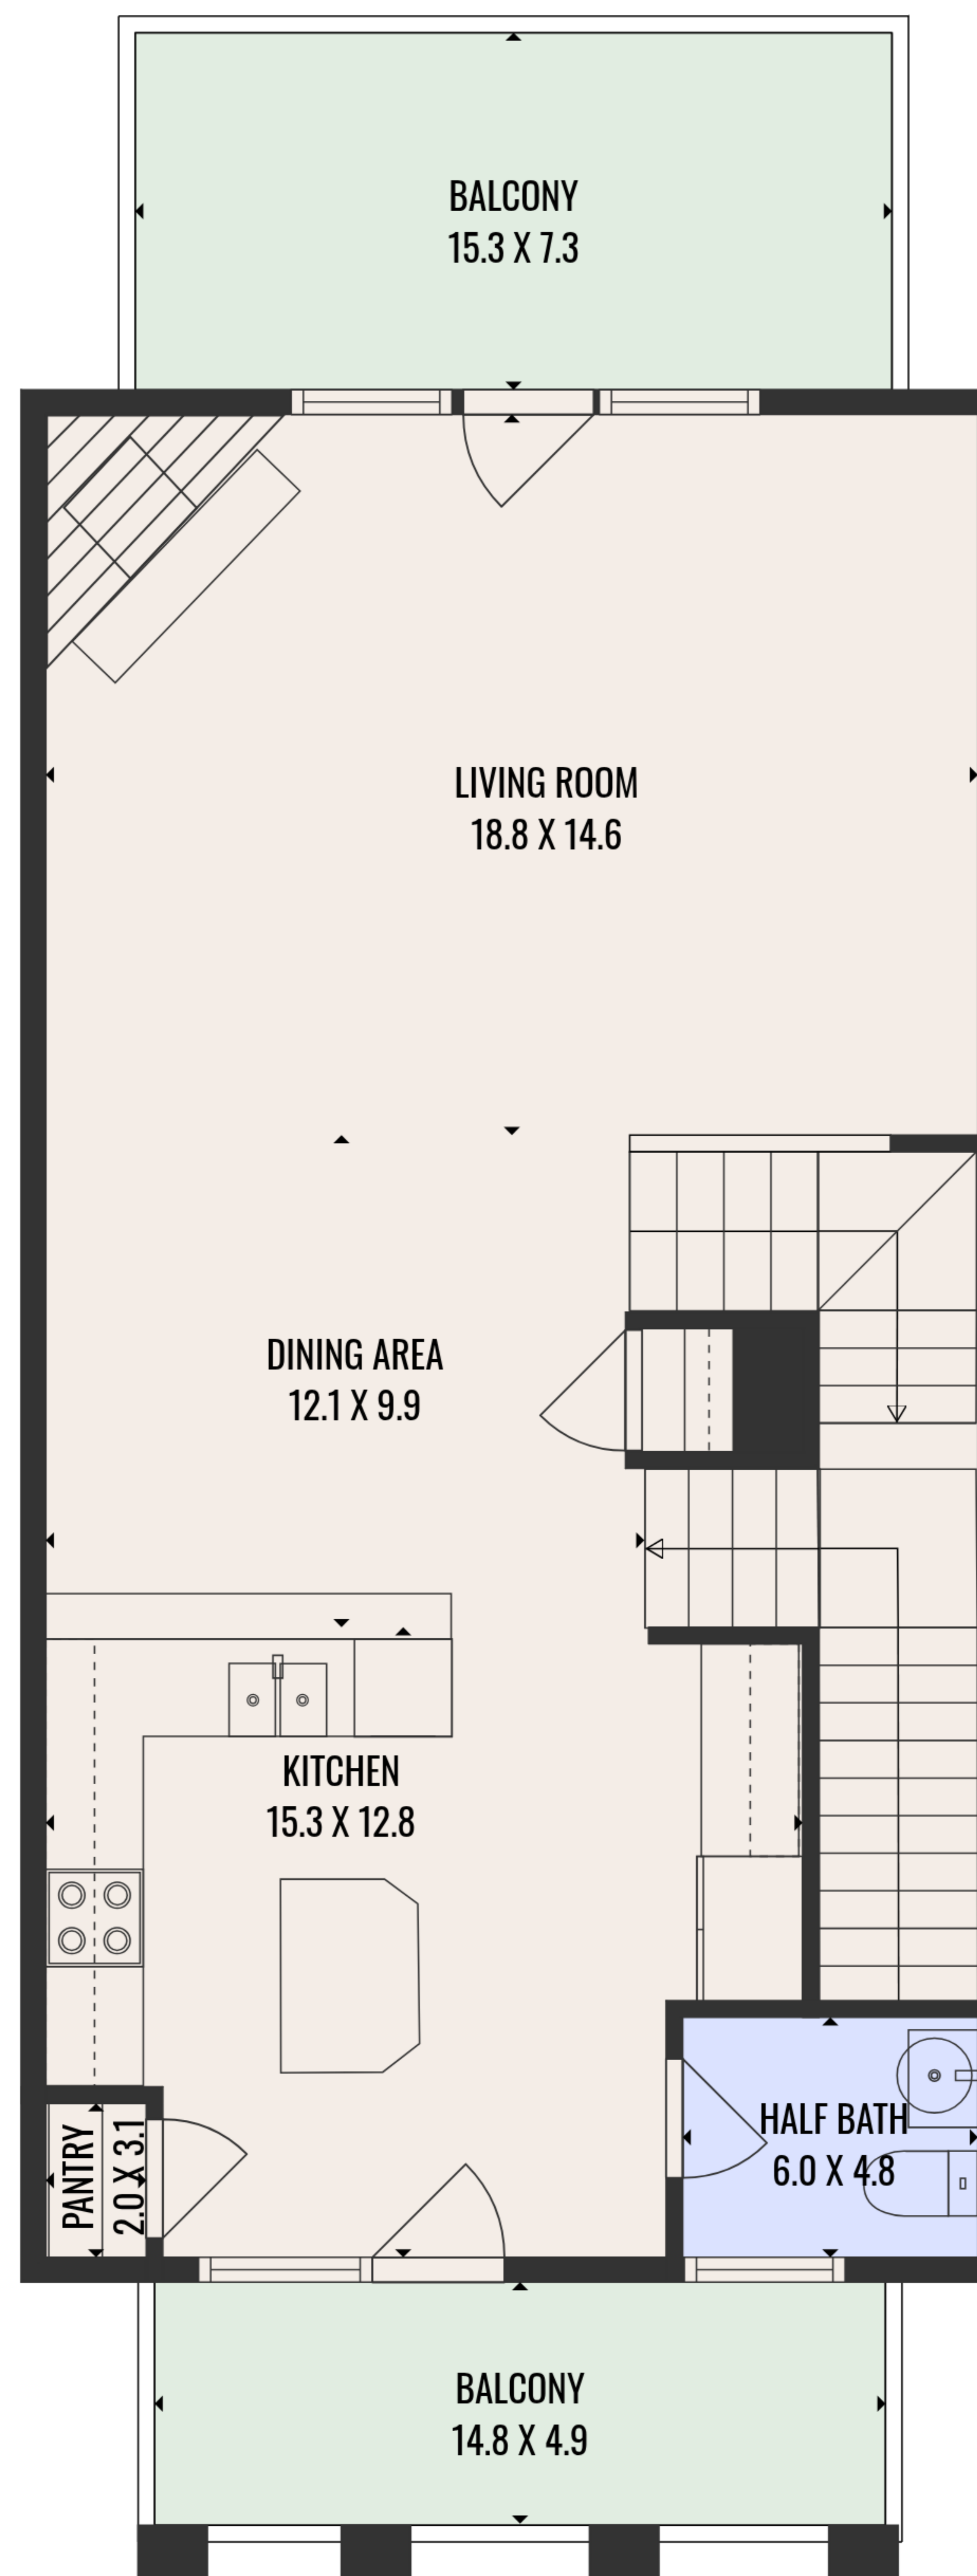 BALCONY
15.3 X 7.3
LIVING ROOM
18.8 X 14.6
DINING AREA
12.1 X 9.9
KITCHEN
15.3 X 12.8
HALF BATH
6.0 X 4.8
PANTRY
2.0 X 3.1
BALCONY
14.8 X 4.9